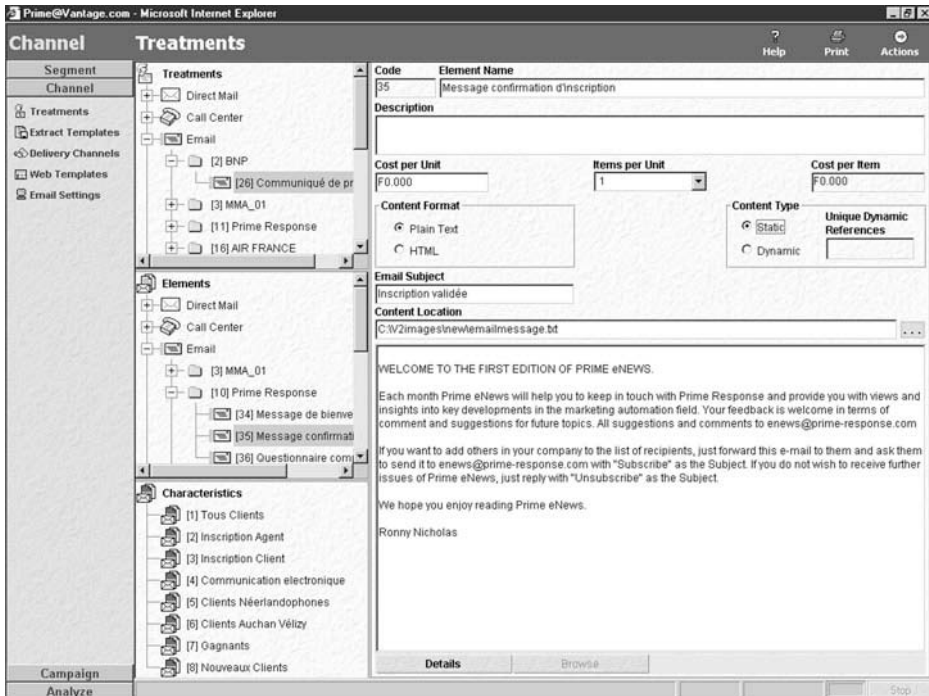 Prime@Vantage.com - Microsoft Internet Explorer
Channel
Treatments
Help
Print
Actions
Segment
Channel
Treatments
Extract Templates
Delivery Channels
Web Templates
Email Settings
Campaign
Analyze
Treatments
Direct Mail
Call Center
Email
[2] BNP
[26] Communiqué de pr
[3] MMA_01
[11] Prime Response
[16] AIR FRANCE
Elements
Direct Mail
Call Center
Email
[3] MMA_01
[10] Prime Response
[34] Message de bienve
[35] Message confirmati
[36] Questionnaire com
Characteristics
[1] Tous Clients
[2] Inscription Agent
[3] Inscription Client
[4] Communication electronique
[5] Clients Néerlandophones
[6] Clients Auchan Vélizy
[7] Gagnants
[8] Nouveaux Clients
Code
Element Name
35
Message confirmation d'inscription
Description
Cost per Unit
Items per Unit
Cost per Item
F0.000
1
F0.000
Content Format
Plain Text
HTML
Content Type
Static
Dynamic
Unique Dynamic
References
Email Subject
Inscription validée
Content Location
C:\V2images\new\emailmessage.txt
...
WELCOME TO THE FIRST EDITION OF PRIME eNEWS.
Each month Prime eNews will help you to keep in touch with Prime Response and provide you with views and
insights into key developments in the marketing automation field. Your feedback is welcome in terms of
comment and suggestions for future topics. All suggestions and comments to enews@prime-response.com
If you want to add others in your company to the list of recipients, just forward this e-mail to them and ask them
to send it to enews@prime-response.com with "Subscribe" as the Subject. If you do not wish to receive further
issues of Prime eNews, just reply with "Unsubscribe" as the Subject.
We hope you enjoy reading Prime eNews.
Ronny Nicholas
Details
Browse
Stop